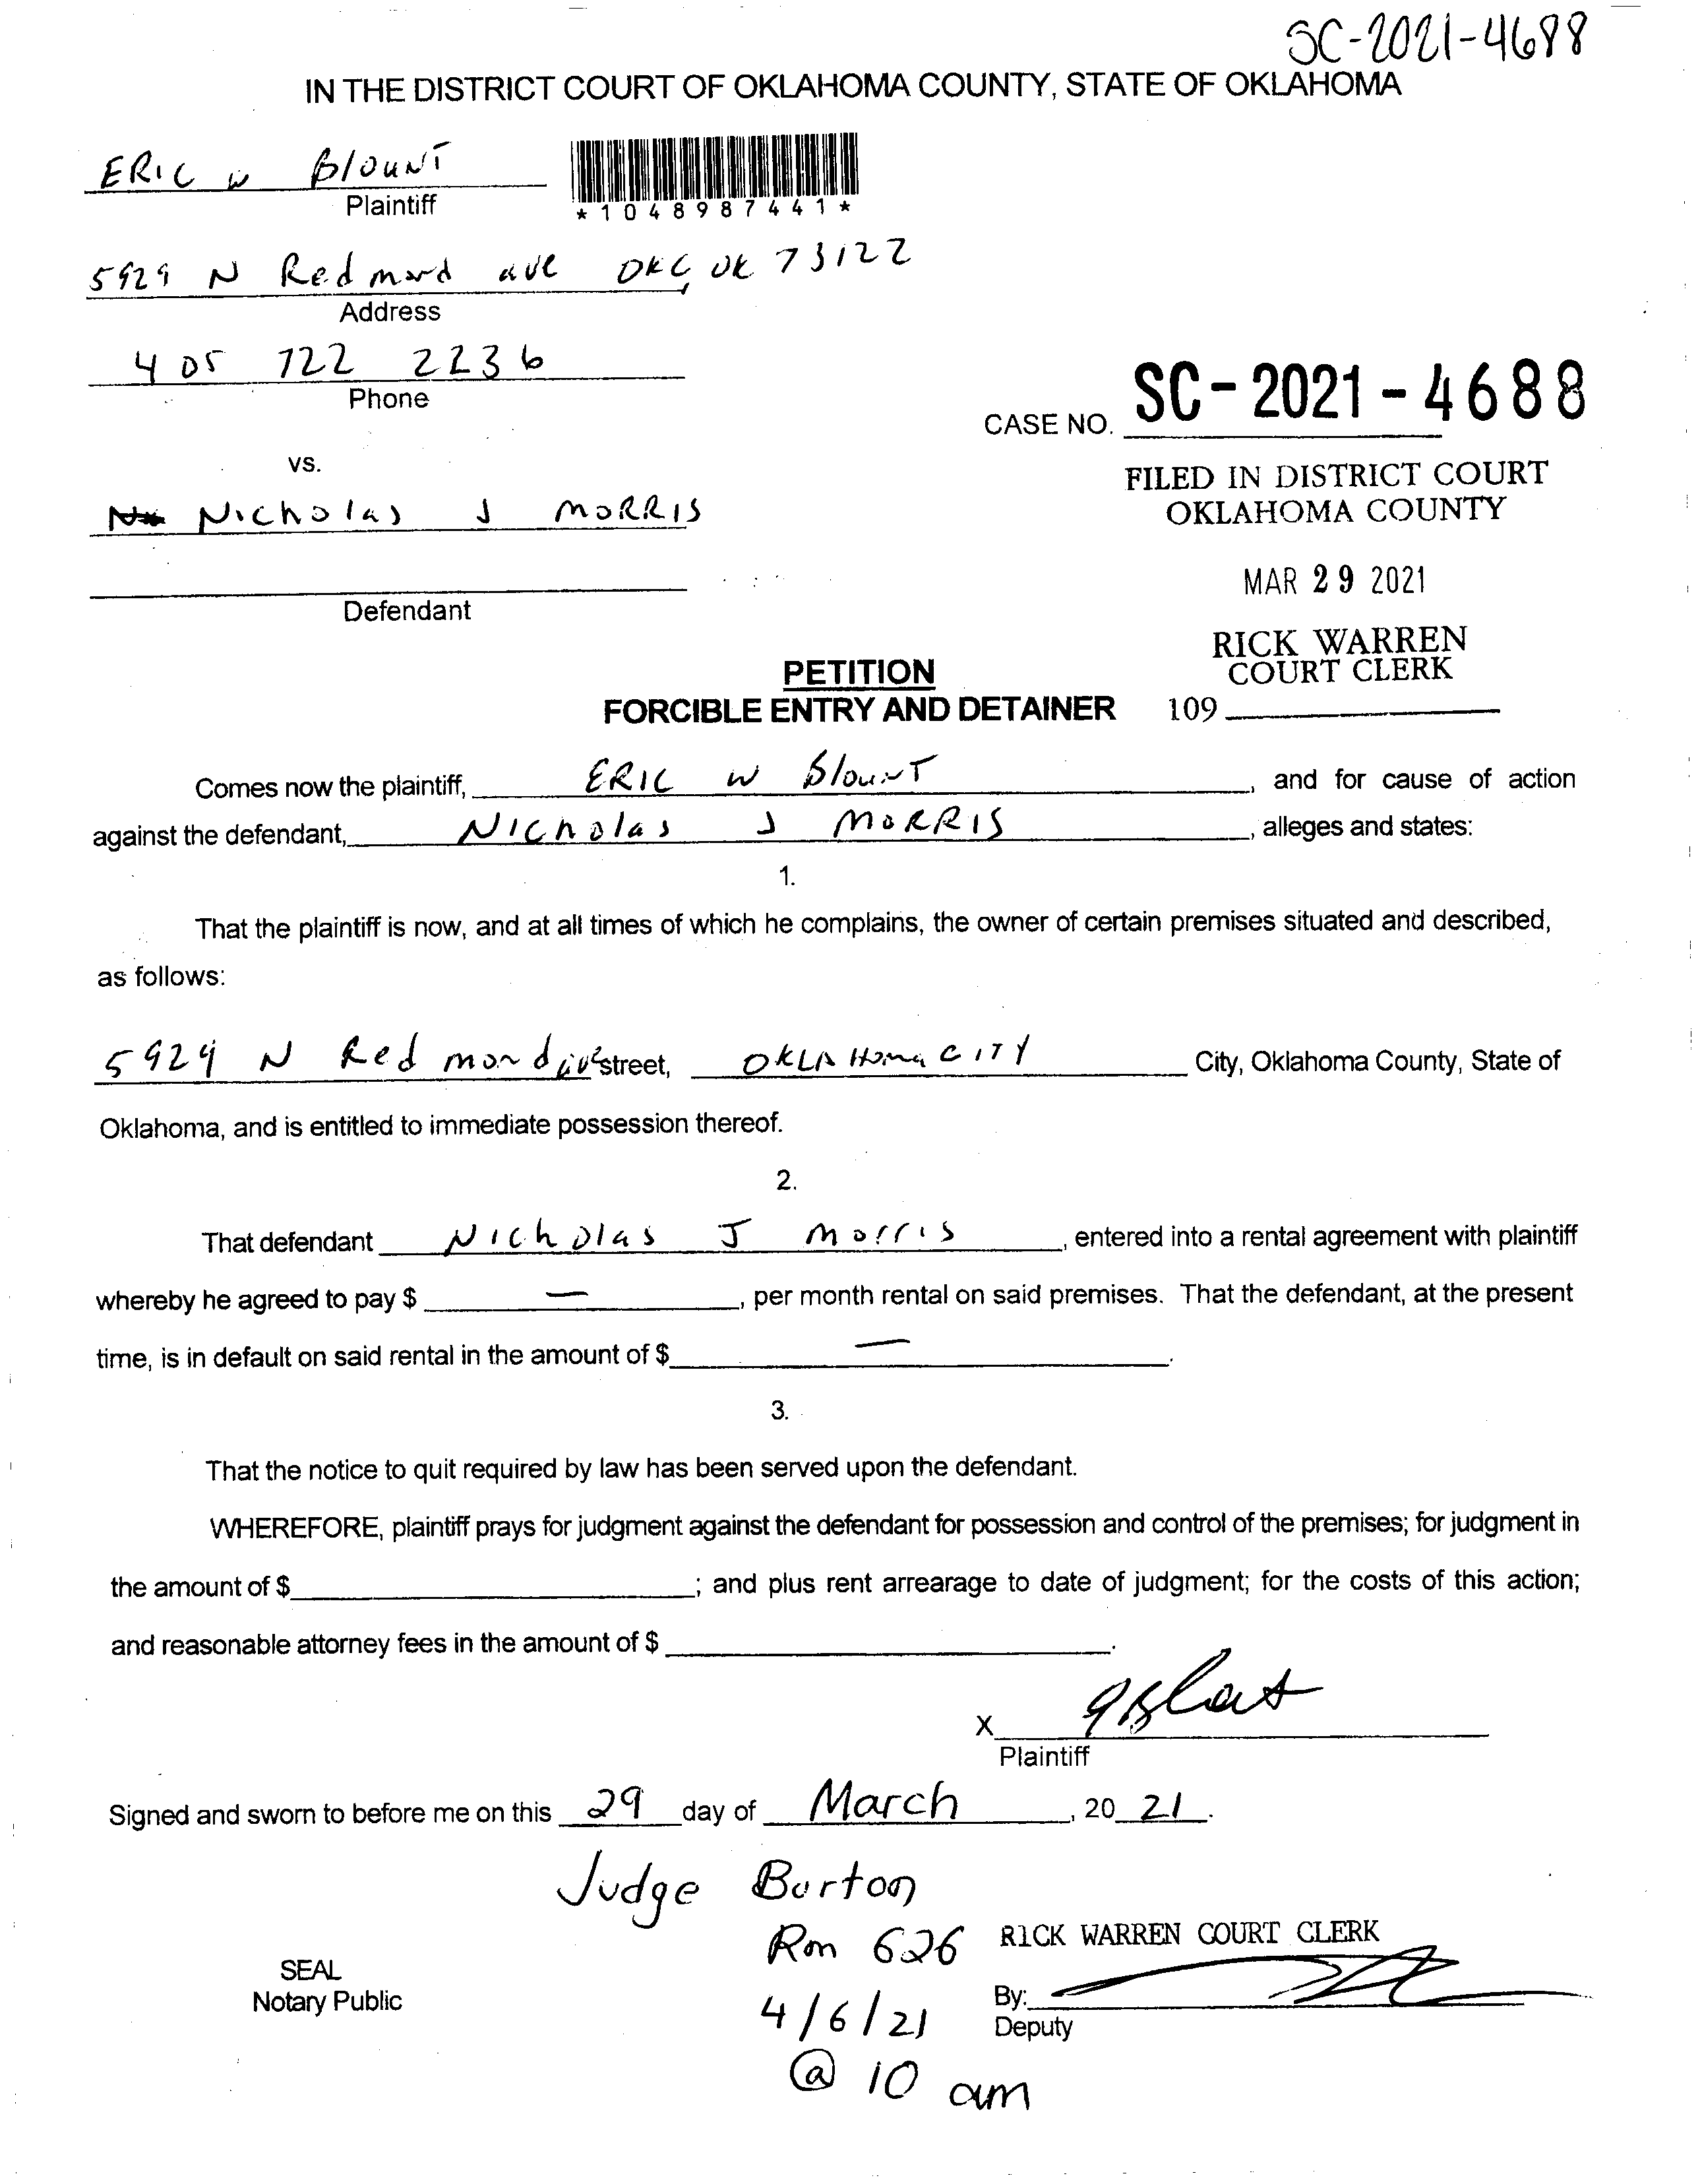 SC-2021-4688
IN THE DISTRICT COURT OF OKLAHOMA COUNTY, STATE OF OKLAHOMA
ERIC W Blount
Plaintiff
*1048987441*
5929 N Redmond ave OKC, OK 73122
Address
405 722 2236
Phone
CASE NO. SC-2021-4688
vs.
FILED IN DISTRICT COURT
OKLAHOMA COUNTY
Nicholas J MORRIS
MAR 29 2021
Defendant
RICK WARREN
COURT CLERK
109
PETITION
FORCIBLE ENTRY AND DETAINER
Comes now the plaintiff, ERIC W Blount, and for cause of action
against the defendant, Nicholas J MORRIS, alleges and states:
1.
That the plaintiff is now, and at all times of which he complains, the owner of certain premises situated and described,
as follows:
5929 N Redmond ave street, OKLAHOMA CITY City, Oklahoma County, State of
Oklahoma, and is entitled to immediate possession thereof.
2.
That defendant Nicholas J Morris, entered into a rental agreement with plaintiff
whereby he agreed to pay $ —, per month rental on said premises. That the defendant, at the present
time, is in default on said rental in the amount of $ —.
3.
That the notice to quit required by law has been served upon the defendant.
WHEREFORE, plaintiff prays for judgment against the defendant for possession and control of the premises; for judgment in
the amount of $; and plus rent arrearage to date of judgment; for the costs of this action;
and reasonable attorney fees in the amount of $.
X
Plaintiff
Signed and sworn to before me on this 29 day of March, 20 21.
Judge Burton
Rm 626
4/6/21
@ 10 am
RICK WARREN COURT CLERK
SEAL
Notary Public
By:
Deputy